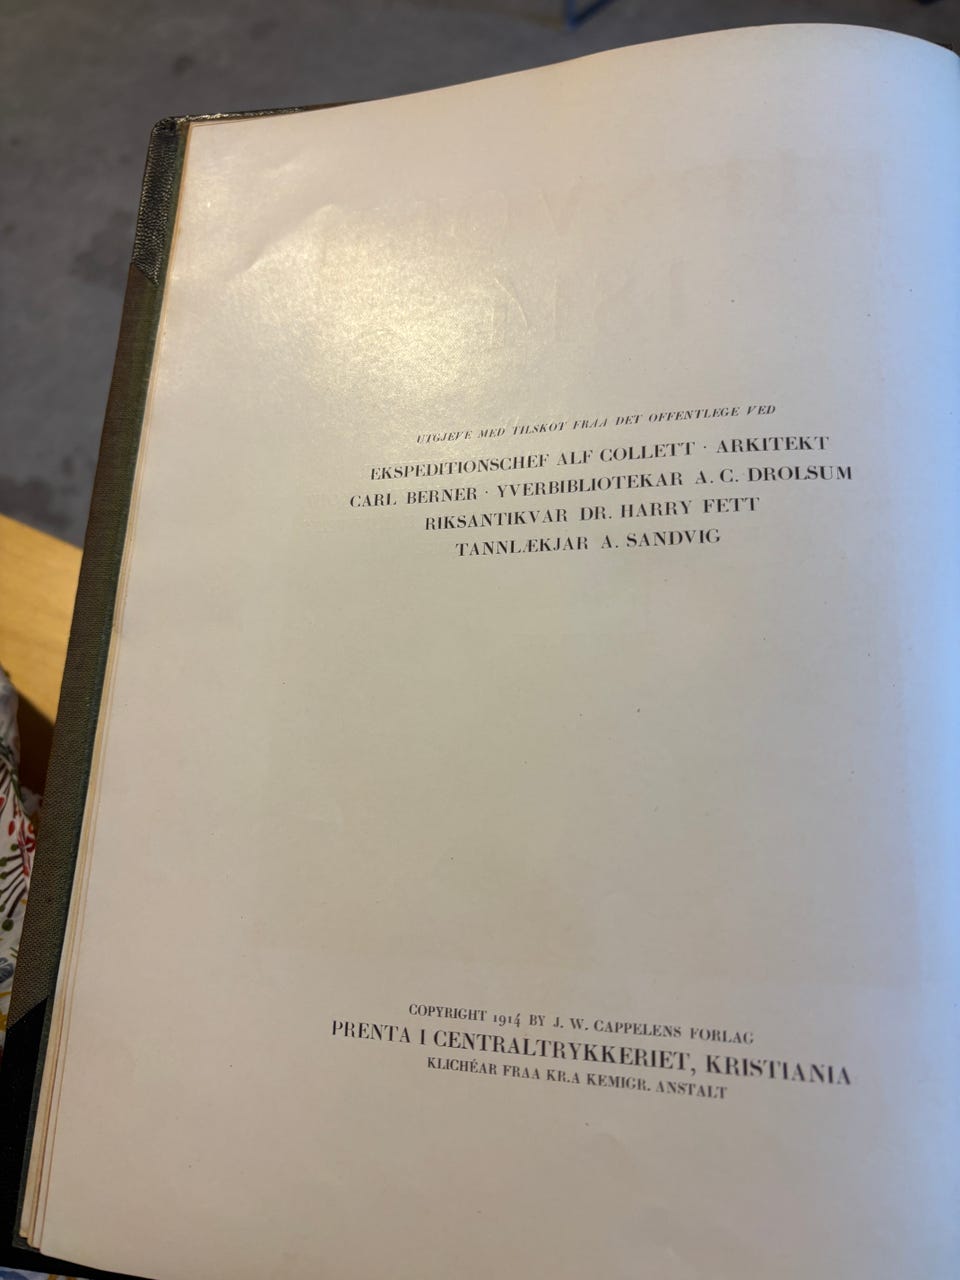 UTGJEVE MED TILSKOT FRAA DET OFFENTLEGE VED
EKSPEDITIONSCHEF ALF COLLETT · ARKITEKT
CARL BERNER · YVERBIBLIOTEKAR A. C. DROLSUM
RIKSANTIKVAR DR. HARRY FETT
TANNLÆKJAR A. SANDVIG
COPYRIGHT 1914 BY J. W. CAPPELENS FORLAG
PRENTA I CENTRALTRYKKERIET, KRISTIANIA
KLICHÉAR FRAA KR.A KEMIGR. ANSTALT